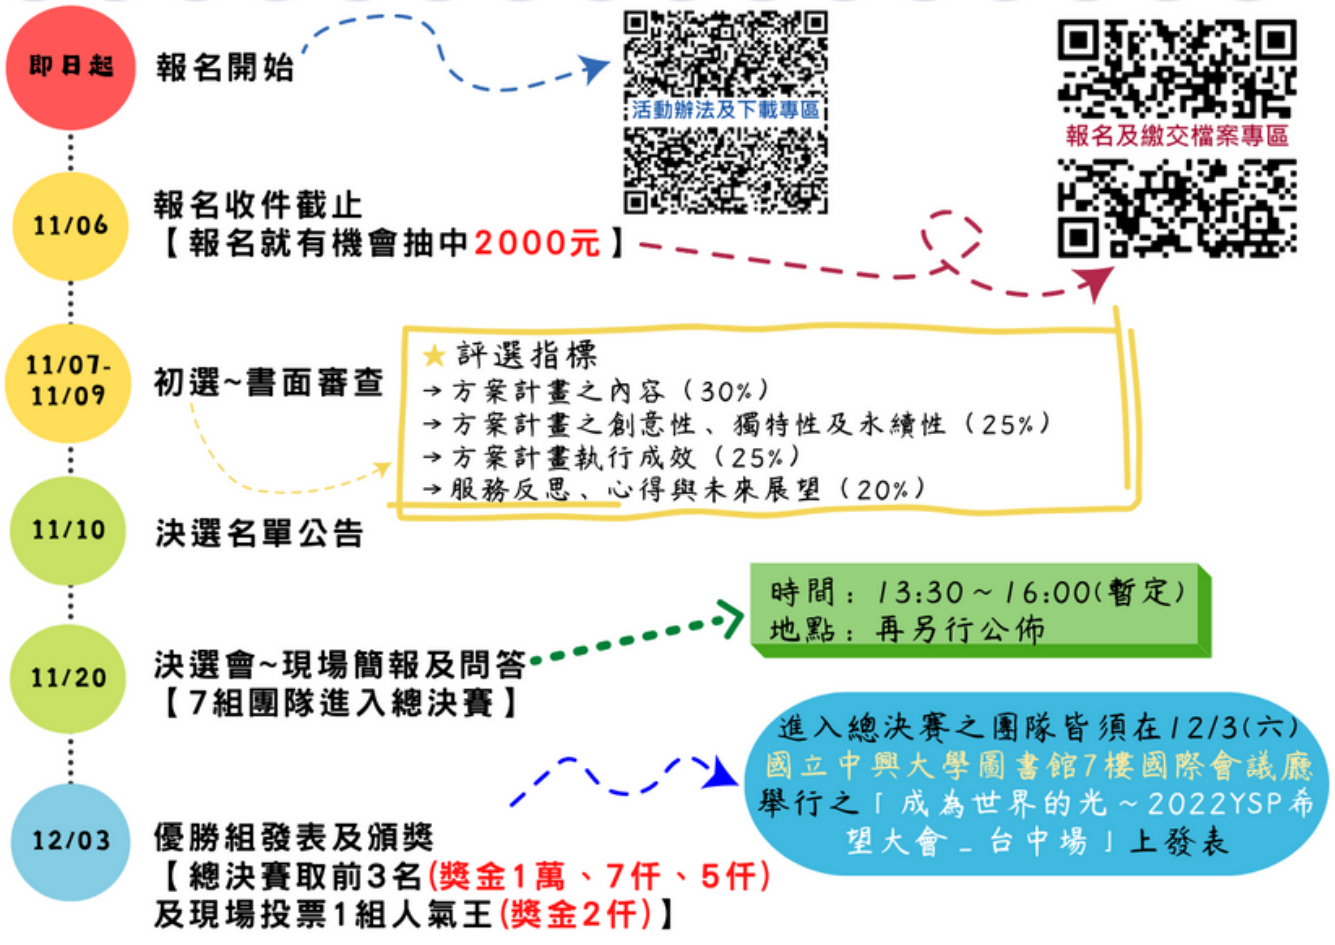 即日起
報名開始
活動辦法及下載專區
報名及繳交檔案專區
11/06
報名收件截止
【報名就有機會抽中2000元】
11/07-
11/09
初選~書面審查
★評選指標
→方案計畫之內容（30%）
→方案計畫之創意性、獨特性及永續性（25%）
→方案計畫執行成效（25%）
→服務反思、心得與未來展望（20%）
11/10
決選名單公告
11/20
決選會~現場簡報及問答
【7組團隊進入總決賽】
時間：13:30~16:00(暫定)
地點：再另行公佈
12/03
優勝組發表及頒獎
【總決賽取前3名(獎金1萬、7仟、5仟)
及現場投票1組人氣王(獎金2仟)】
進入總決賽之團隊皆須在12/3(六)
國立中興大學圖書館7樓國際會議廳
舉行之「成為世界的光~2022YSP希
望大會_台中場」上發表